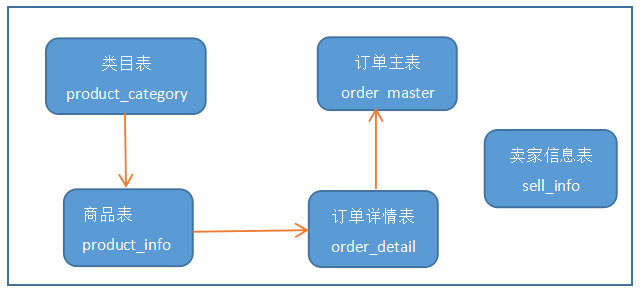 类目表
product_category
订单主表
order_master
卖家信息表
sell_info
商品表
product_info
订单详情表
order_detail